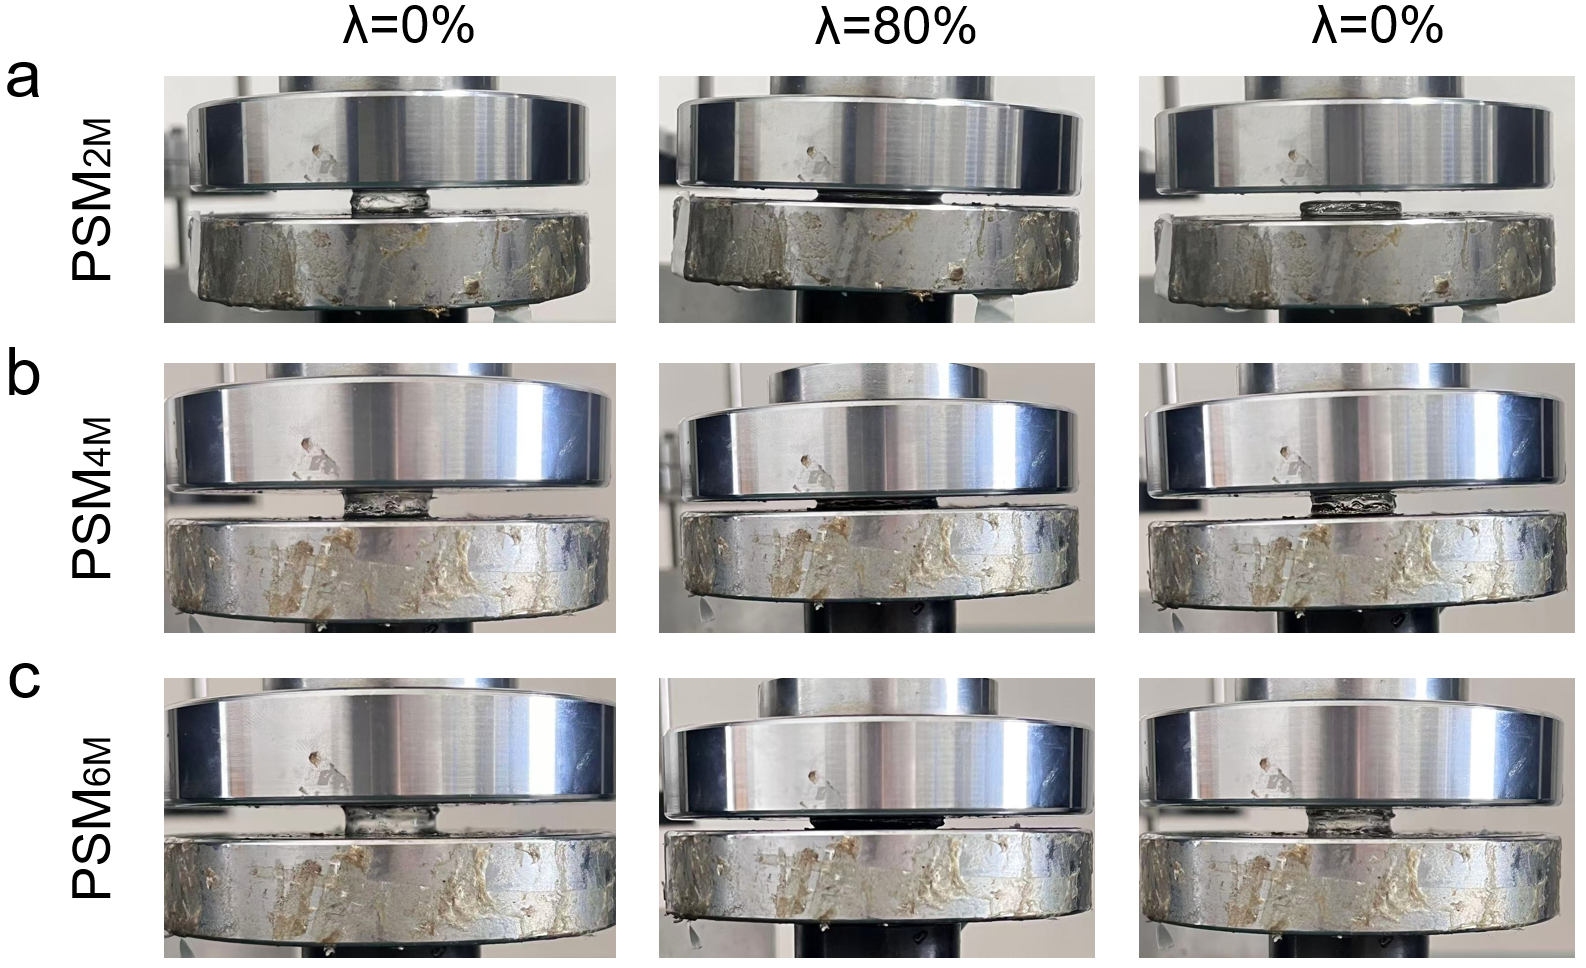 λ=0% λ=80% λ=0%
a
PSM2M
b
PSM4M
c
PSM6M